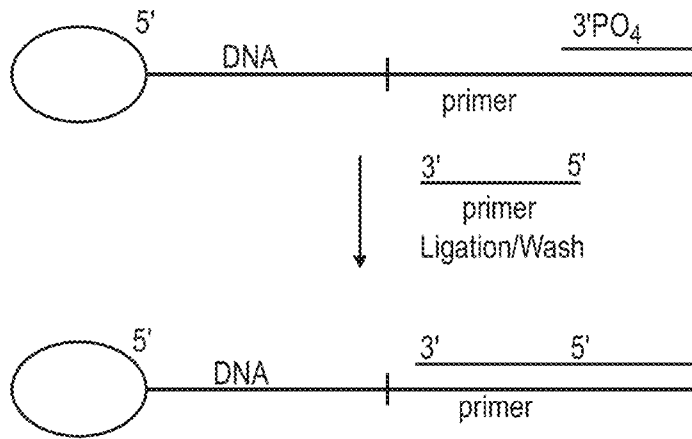 5'
3'PO4
DNA
primer
3' 5'
primer
Ligation/Wash
5'
3' 5'
DNA
primer